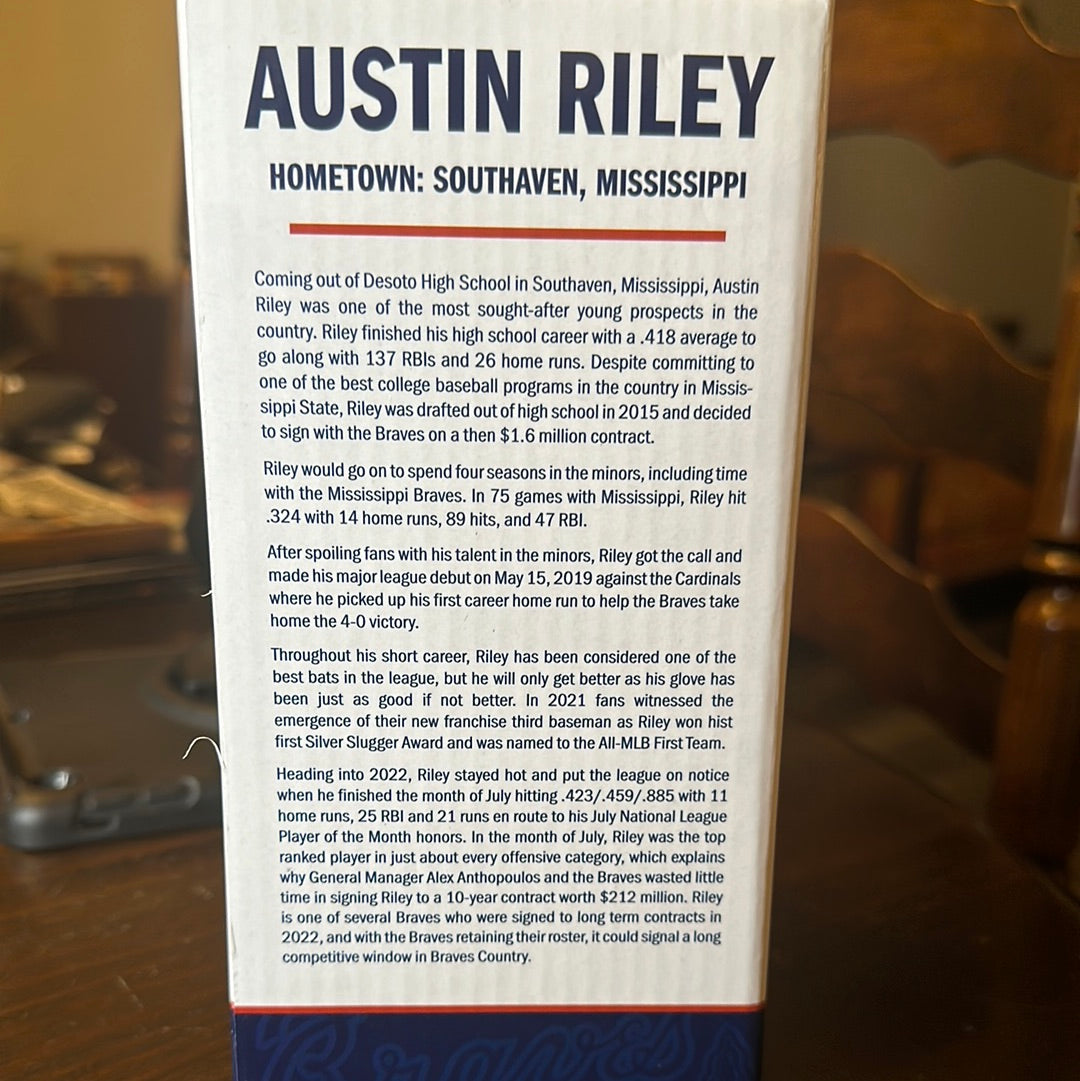 AUSTIN RILEY
HOMETOWN: SOUTHAVEN, MISSISSIPPI
Coming out of Desoto High School in Southaven, Mississippi, Austin
Riley was one of the most sought-after young prospects in the
country. Riley finished his high school career with a .418 average to
go along with 137 RBIs and 26 home runs. Despite committing to
one of the best college baseball programs in the country in Missis-
sippi State, Riley was drafted out of high school in 2015 and decided
to sign with the Braves on a then $1.6 million contract.
Riley would go on to spend four seasons in the minors, including time
with the Mississippi Braves. In 75 games with Mississippi, Riley hit
.324 with 14 home runs, 89 hits, and 47 RBI.
After spoiling fans with his talent in the minors, Riley got the call and
made his major league debut on May 15, 2019 against the Cardinals
where he picked up his first career home run to help the Braves take
home the 4-0 victory.
Throughout his short career, Riley has been considered one of the
best bats in the league, but he will only get better as his glove has
been just as good if not better. In 2021 fans witnessed the
emergence of their new franchise third baseman as Riley won hist
first Silver Slugger Award and was named to the All-MLB First Team.
Heading into 2022, Riley stayed hot and put the league on notice
when he finished the month of July hitting .423/.459/.885 with 11
home runs, 25 RBI and 21 runs en route to his July National League
Player of the Month honors. In the month of July, Riley was the top
ranked player in just about every offensive category, which explains
why General Manager Alex Anthopoulos and the Braves wasted little
time in signing Riley to a 10-year contract worth $212 million. Riley
is one of several Braves who were signed to long term contracts in
2022, and with the Braves retaining their roster, it could signal a long
competitive window in Braves Country.
Braves